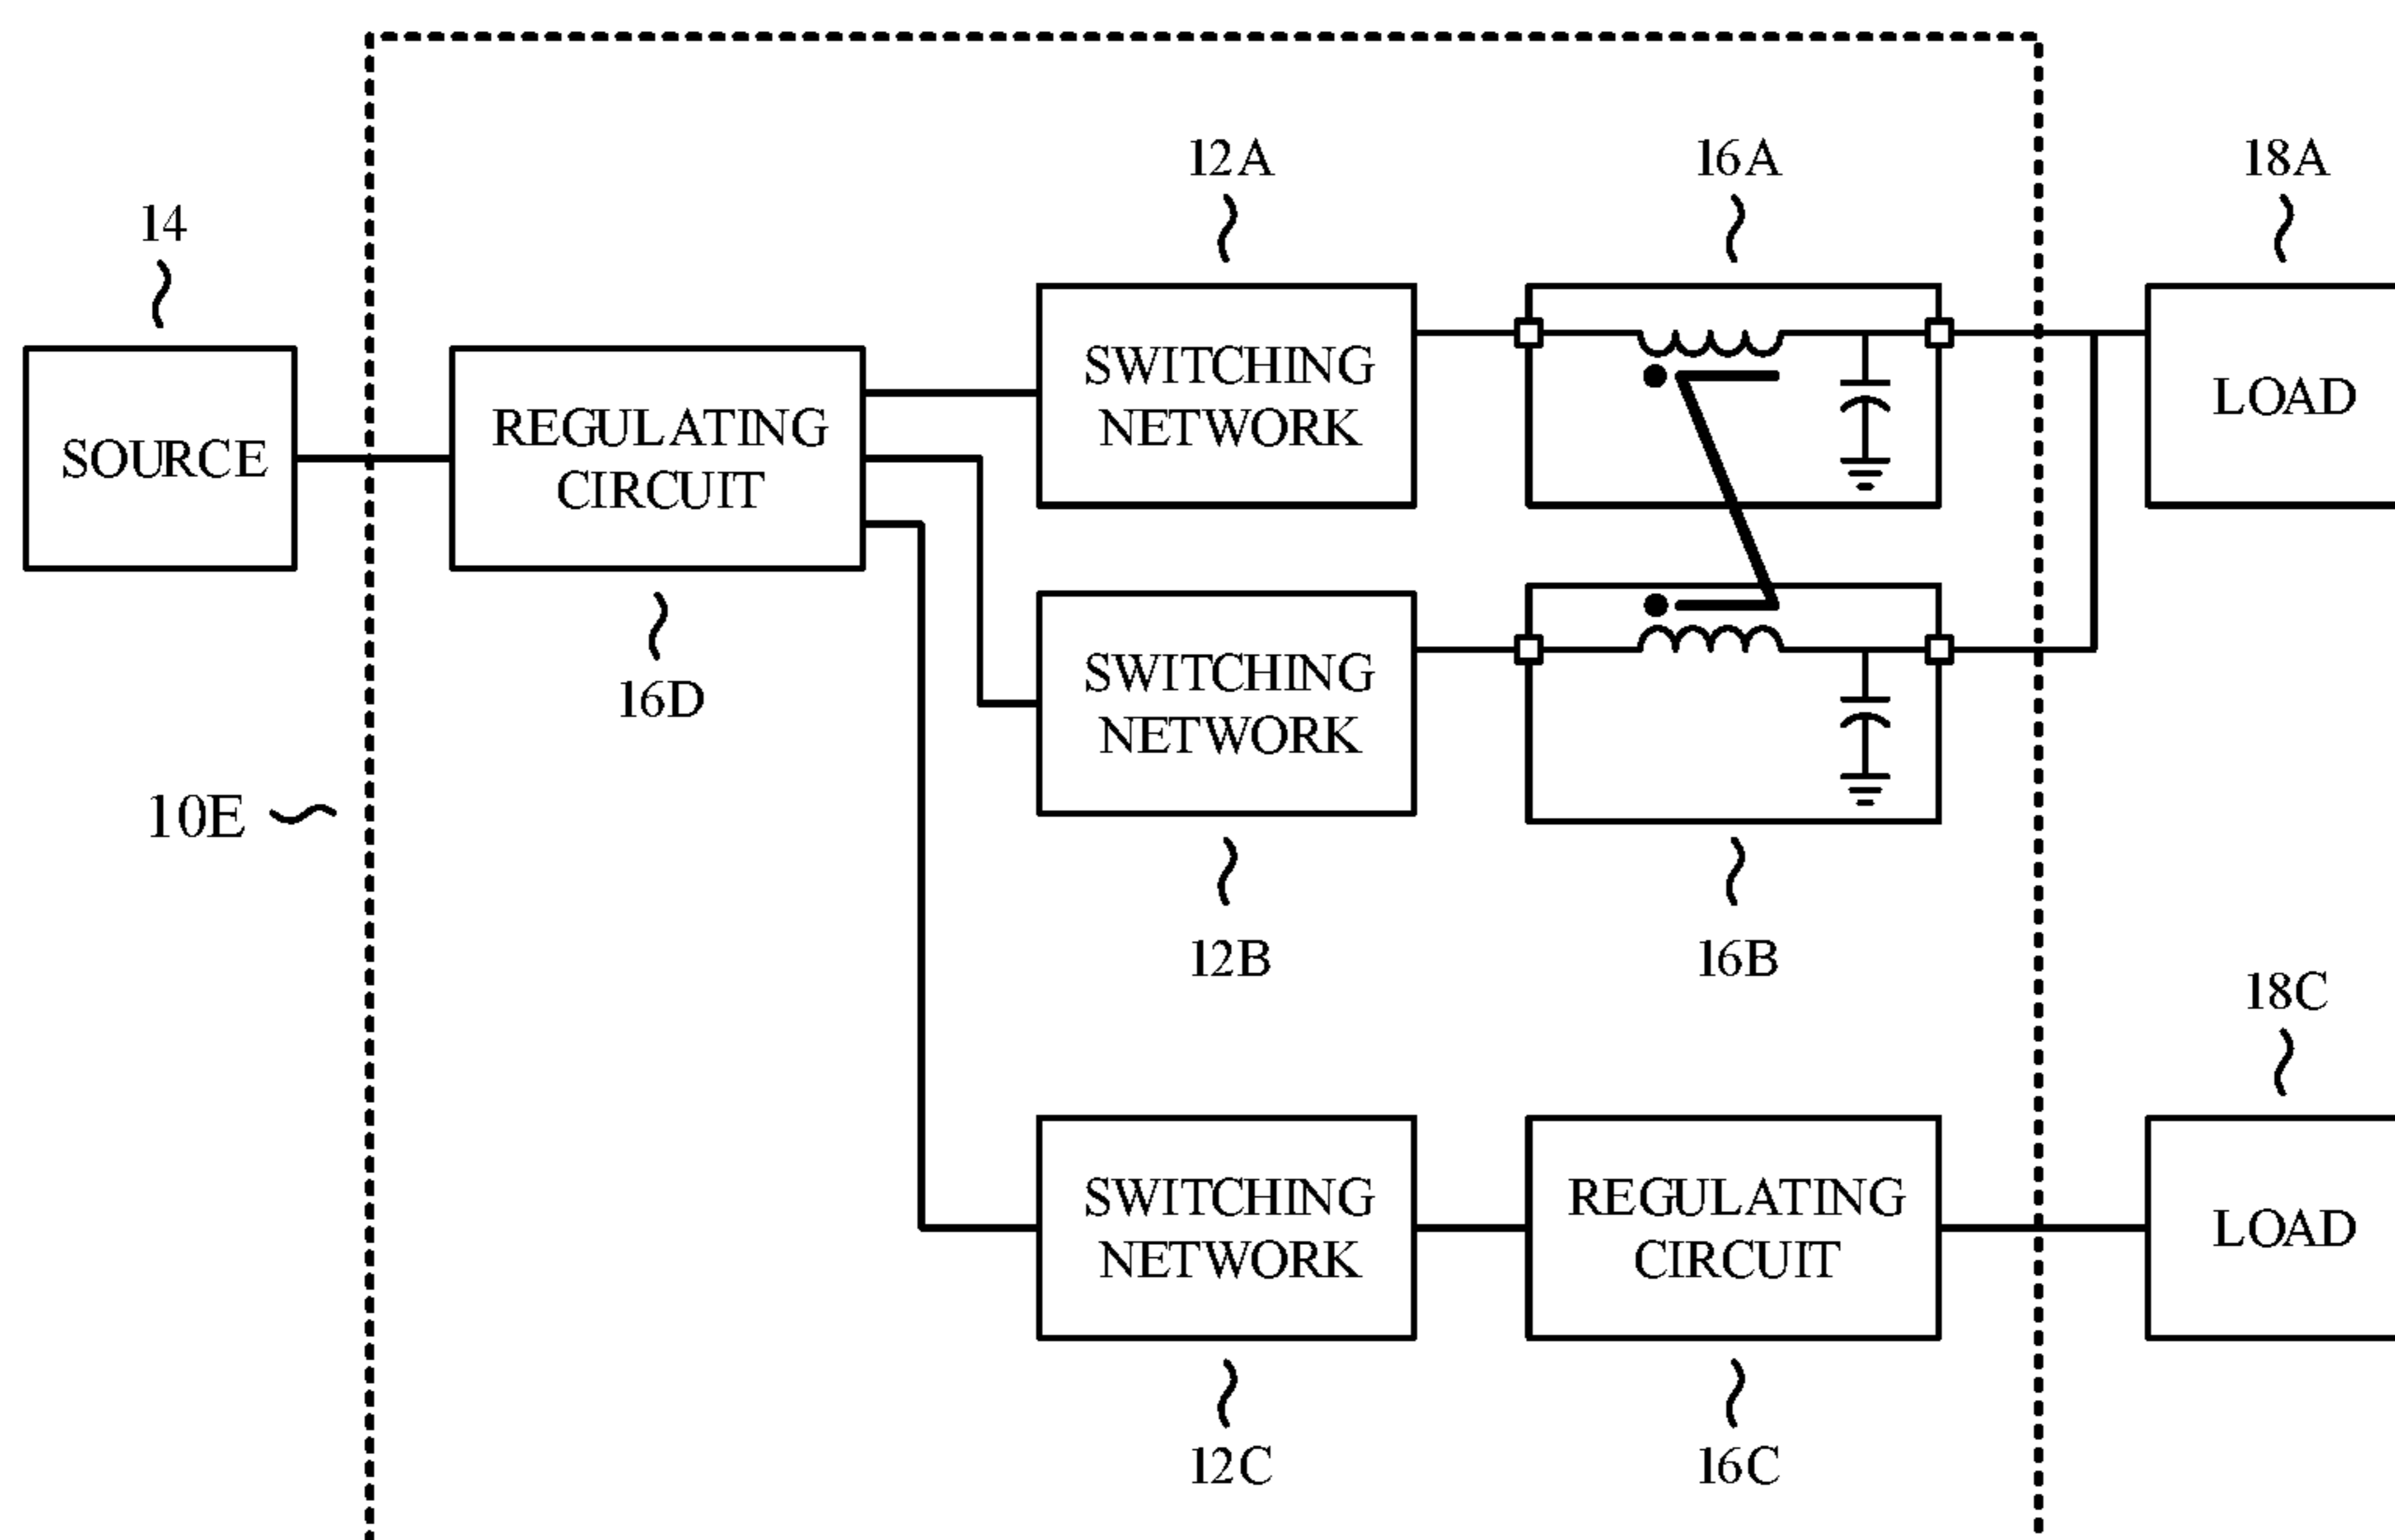 12A
16A
18A
14
SWITCHING
NETWORK
LOAD
SOURCE
REGULATING
CIRCUIT
16D
SWITCHING
NETWORK
10E
12B
16B
18C
SWITCHING
NETWORK
REGULATING
CIRCUIT
LOAD
12C
16C